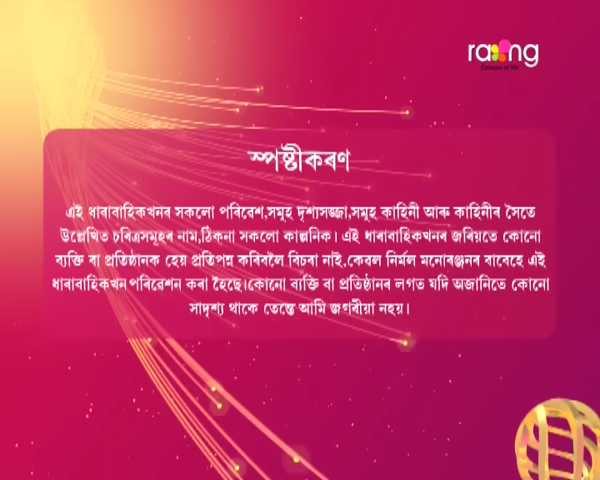 rang
Colours of life
স্পষ্টীকৰণ
এই ধাৰাবাহিকখনৰ সকলো পৰিৱেশ,সমূহ দৃশ্যসজ্জা,সমূহ কাহিনী আৰু কাহিনীৰ সৈতে
উল্লেখিত চৰিত্ৰসমূহৰ নাম,ঠিকনা সকলো কাল্পনিক। এই ধাৰাবাহিকখনৰ জৰিয়তে কোনো
ব্যক্তি বা প্ৰতিষ্ঠানক হেয় প্ৰতিপন্ন কৰিবলৈ বিচৰা নাই,কেৱল নিৰ্মল মনোৰঞ্জনৰ বাবেহে এই
ধাৰাবাহিকখন পৰিৱেশন কৰা হৈছে।কোনো ব্যক্তি বা প্ৰতিষ্ঠানৰ লগত যদি অজানিতে কোনো
সাদৃশ্য থাকে তেন্তে আমি জগৰীয়া নহয়।